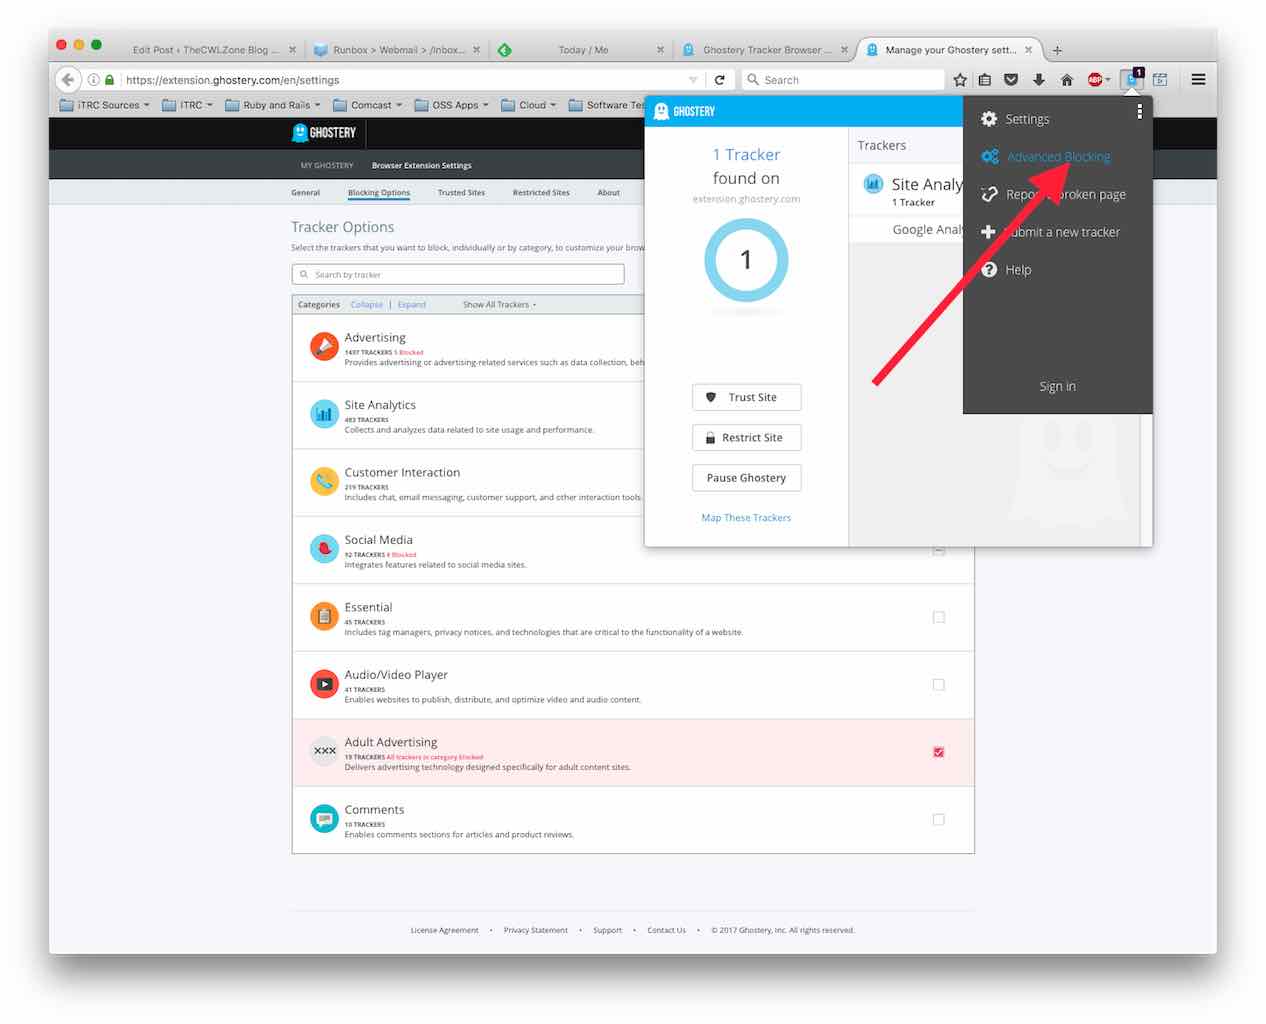 Edit Post ‹ TheCWLZone Blog ...
Runbox > Webmail > /Inbox...
Today / Me
Ghostery Tracker Browser ...
Manage your Ghostery sett...
https://extension.ghostery.com/en/settings
Search
ABP
1
iTRC Sources
iTRC
Ruby and Rails
Comcast
OSS Apps
Cloud
Software Te
GHOSTERY
MY GHOSTERY
Browser Extension Settings
General
Blocking Options
Trusted Sites
Restricted Sites
About
Tracker Options
Select the trackers that you want to block, individually or by category, to customize your brow
Search by tracker
Categories
Collapse | Expand
Show All Trackers
Advertising
1497 TRACKERS 5 Blocked
Provides advertising or advertising-related services such as data collection, beh
Site Analytics
493 TRACKERS
Collects and analyzes data related to site usage and performance.
Customer Interaction
219 TRACKERS
Includes chat, email messaging, customer support, and other interaction tools.
Social Media
Blocked
Integrates features related to social media sites.
Essential
45 TRACKERS
Includes tag managers, privacy notices, and technologies that are critical to the functionality of a website.
Audio/Video Player
41 TRACKERS
Enables websites to publish, distribute, and optimize video and audio content.
XXX
Adult Advertising
19 TRACKERS All trackers in category blocked
Delivers advertising technology designed specifically for adult content sites.
Comments
10 TRACKERS
Enables comments sections for articles and product reviews.
License Agreement • Privacy Statement • Support • Contact Us • © 2017 Ghostery, Inc. All rights reserved.
GHOSTERY
1 Tracker
found on
extension.ghostery.com
1
Trust Site
Restrict Site
Pause Ghostery
Map These Trackers
Trackers
Site Analy
1 Tracker
Google Anal
Settings
Advanced Blocking
Repor broken page
ubmit a new tracker
Help
Sign in